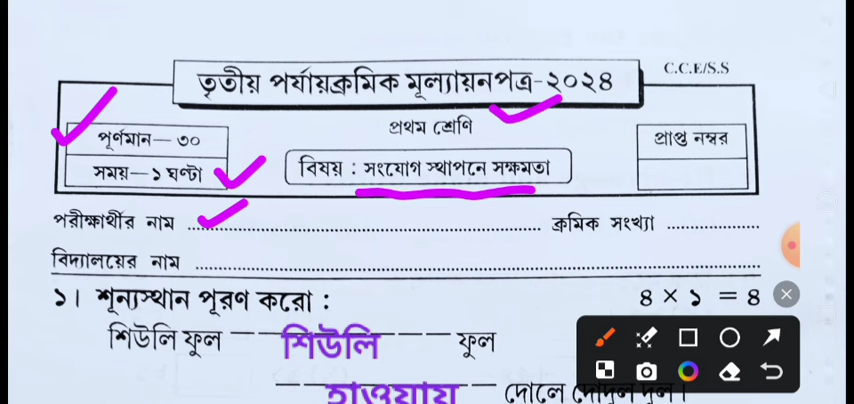 C.C.E/S.S
তৃতীয় পর্যায়ক্রমিক মূল্যায়নপত্র-২০২৪
প্রথম শ্রেণি
পূর্ণমান— ৩০
প্রাপ্ত নম্বর
সময়—১ ঘণ্টা
বিষয় : সংযোগ স্থাপনে সক্ষমতা
পরীক্ষার্থীর নাম ........ ক্রমিক সংখ্যা ........
বিদ্যালয়ের নাম ........
১। শূন্যস্থান পূরণ করো : ৪ × ১ = ৪
শিউলি ফুল — — শিউলি — — — ফুল
— — হাওয়ায় — দোলে দোদুল দুল।